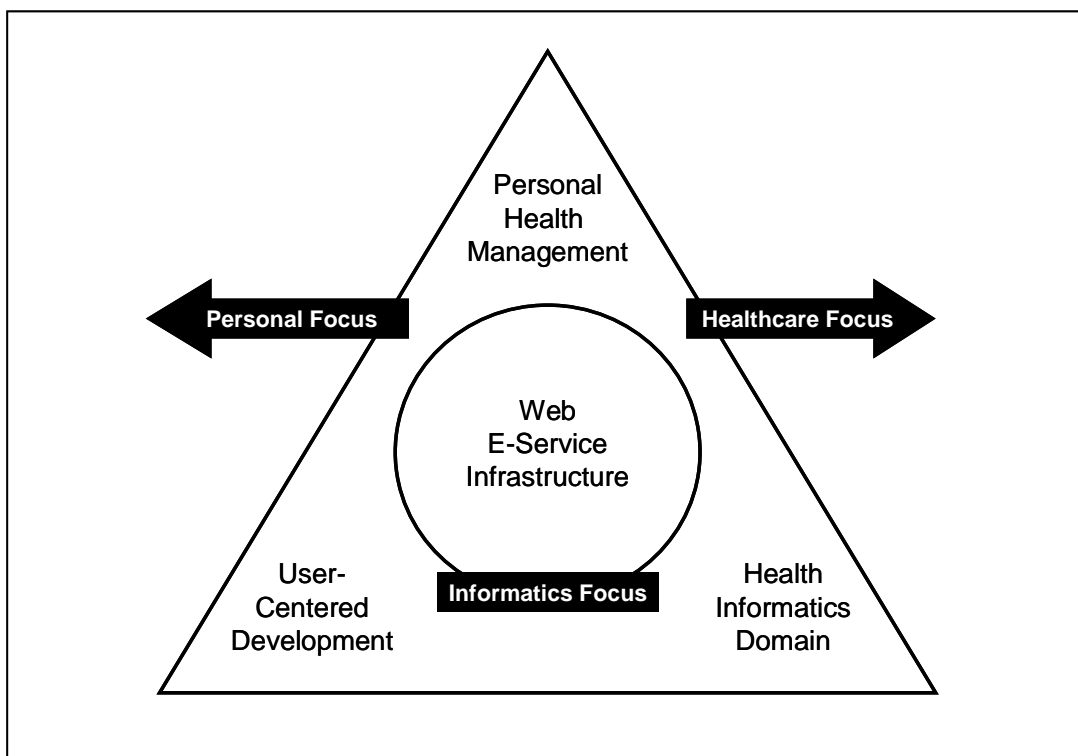 Personal
Health
Management
Personal Focus
Healthcare Focus
Web
E-Service
Infrastructure
User-
Centered
Development
Informatics Focus
Health
Informatics
Domain